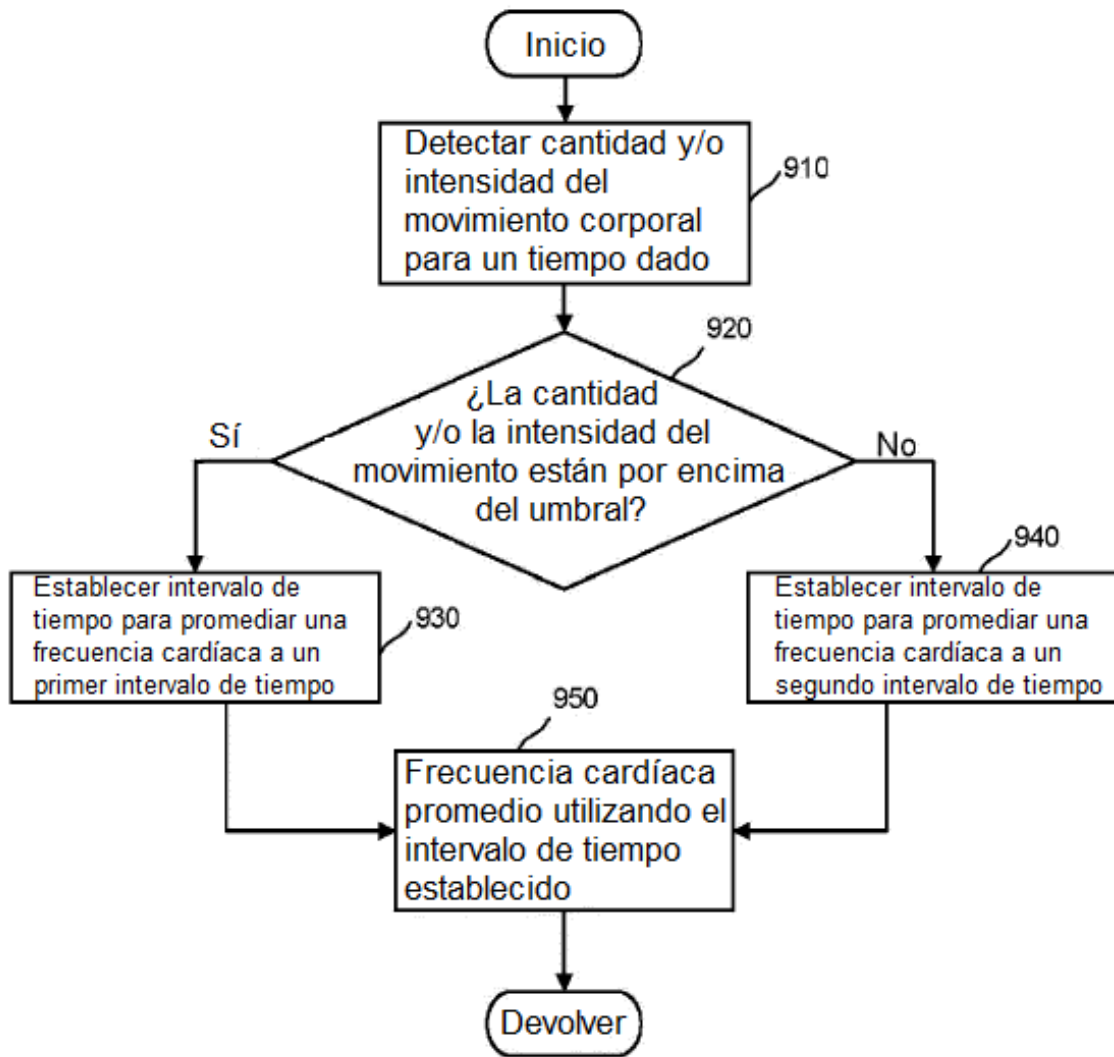 Inicio
Detectar cantidad y/o
intensidad del
movimiento corporal
para un tiempo dado
910
920
¿La cantidad
y/o la intensidad del
movimiento están por encima
del umbral?
Sí
No
Establecer intervalo de
tiempo para promediar una
frecuencia cardíaca a un
primer intervalo de tiempo
930
940
Establecer intervalo de
tiempo para promediar una
frecuencia cardíaca a un
segundo intervalo de tiempo
950
Frecuencia cardíaca
promedio utilizando el
intervalo de tiempo
establecido
Devolver